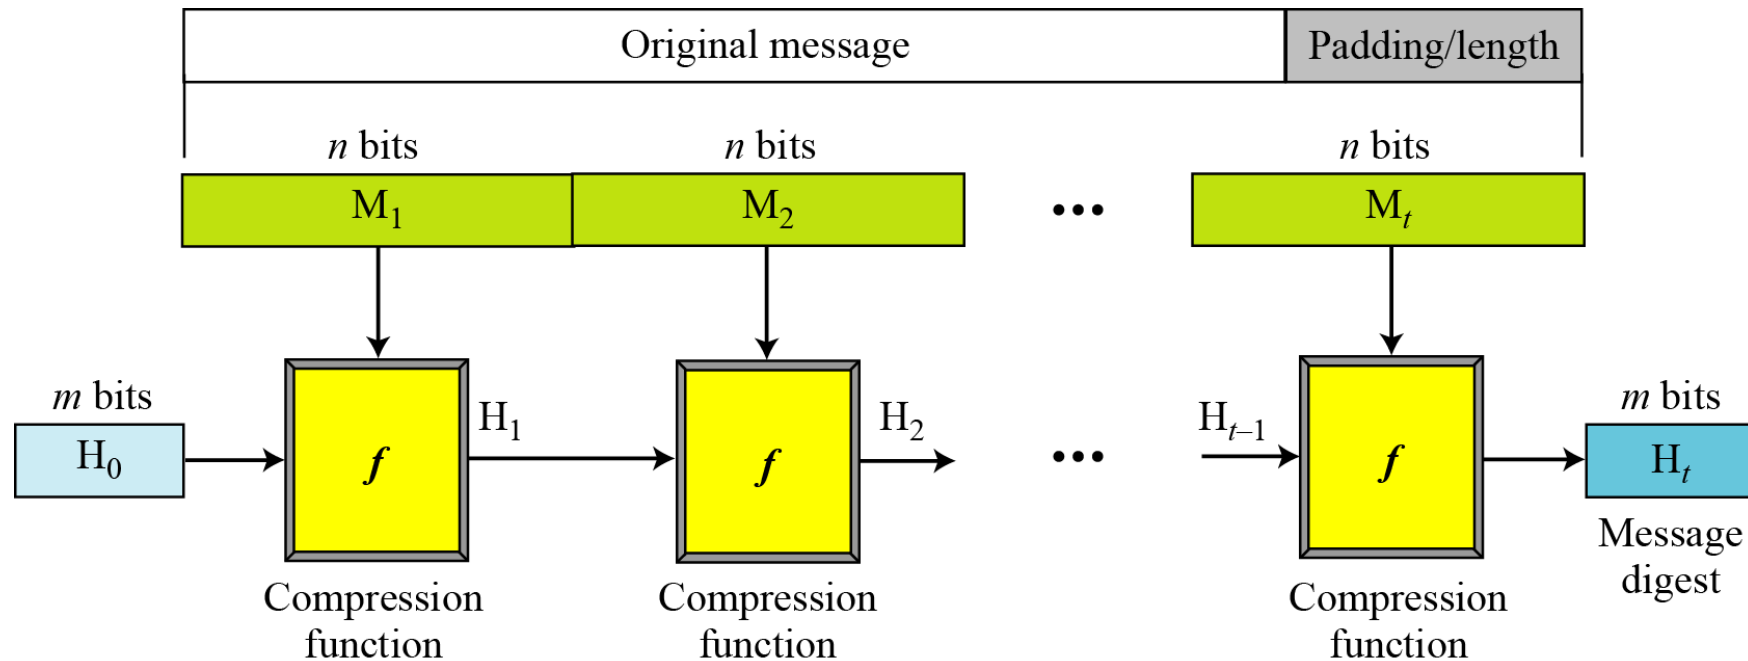 Original message
Padding/length
n bits
n bits
n bits
M₁
M₂
•••
Mₜ
m bits
H₀
f
H₁
f
H₂
•••
Hₜ₋₁
f
m bits
Hₜ
Message
digest
Compression
function
Compression
function
Compression
function